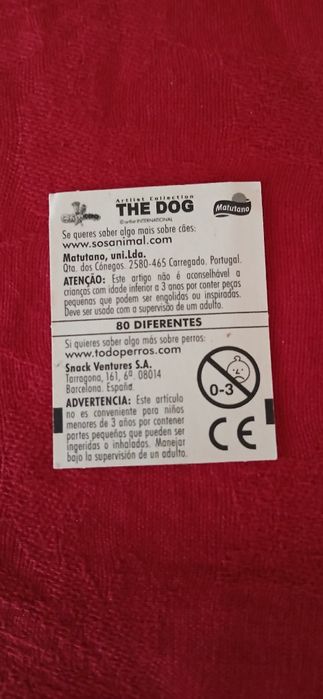 Artlist Collection
THE DOG
© artlist INTERNATIONAL
Matutano
Se queres saber algo mais sobre cães:
www.sosanimal.com
Matutano, uni.Lda.
Qta. dos Cónegos. 2580-465 Carregado. Portugal.
ATENÇÃO: Este artigo não é aconselhável a
crianças com idade inferior a 3 anos por conter peças
pequenas que podem ser engolidas ou inspiradas.
Deve ser usado com a supervisão de um adulto.
80 DIFERENTES
Si quieres saber algo más sobre perros:
www.todoperros.com
Snack Ventures S.A.
Tarragona, 161, 6º 08014
Barcelona. España.
ADVERTENCIA: Este artículo
no es conveniente para niños
menores de 3 años por contener
partes pequeñas que pueden ser
ingeridas o inhaladas. Manejar
bajo la supervisión de un adulto.
0-3
CE